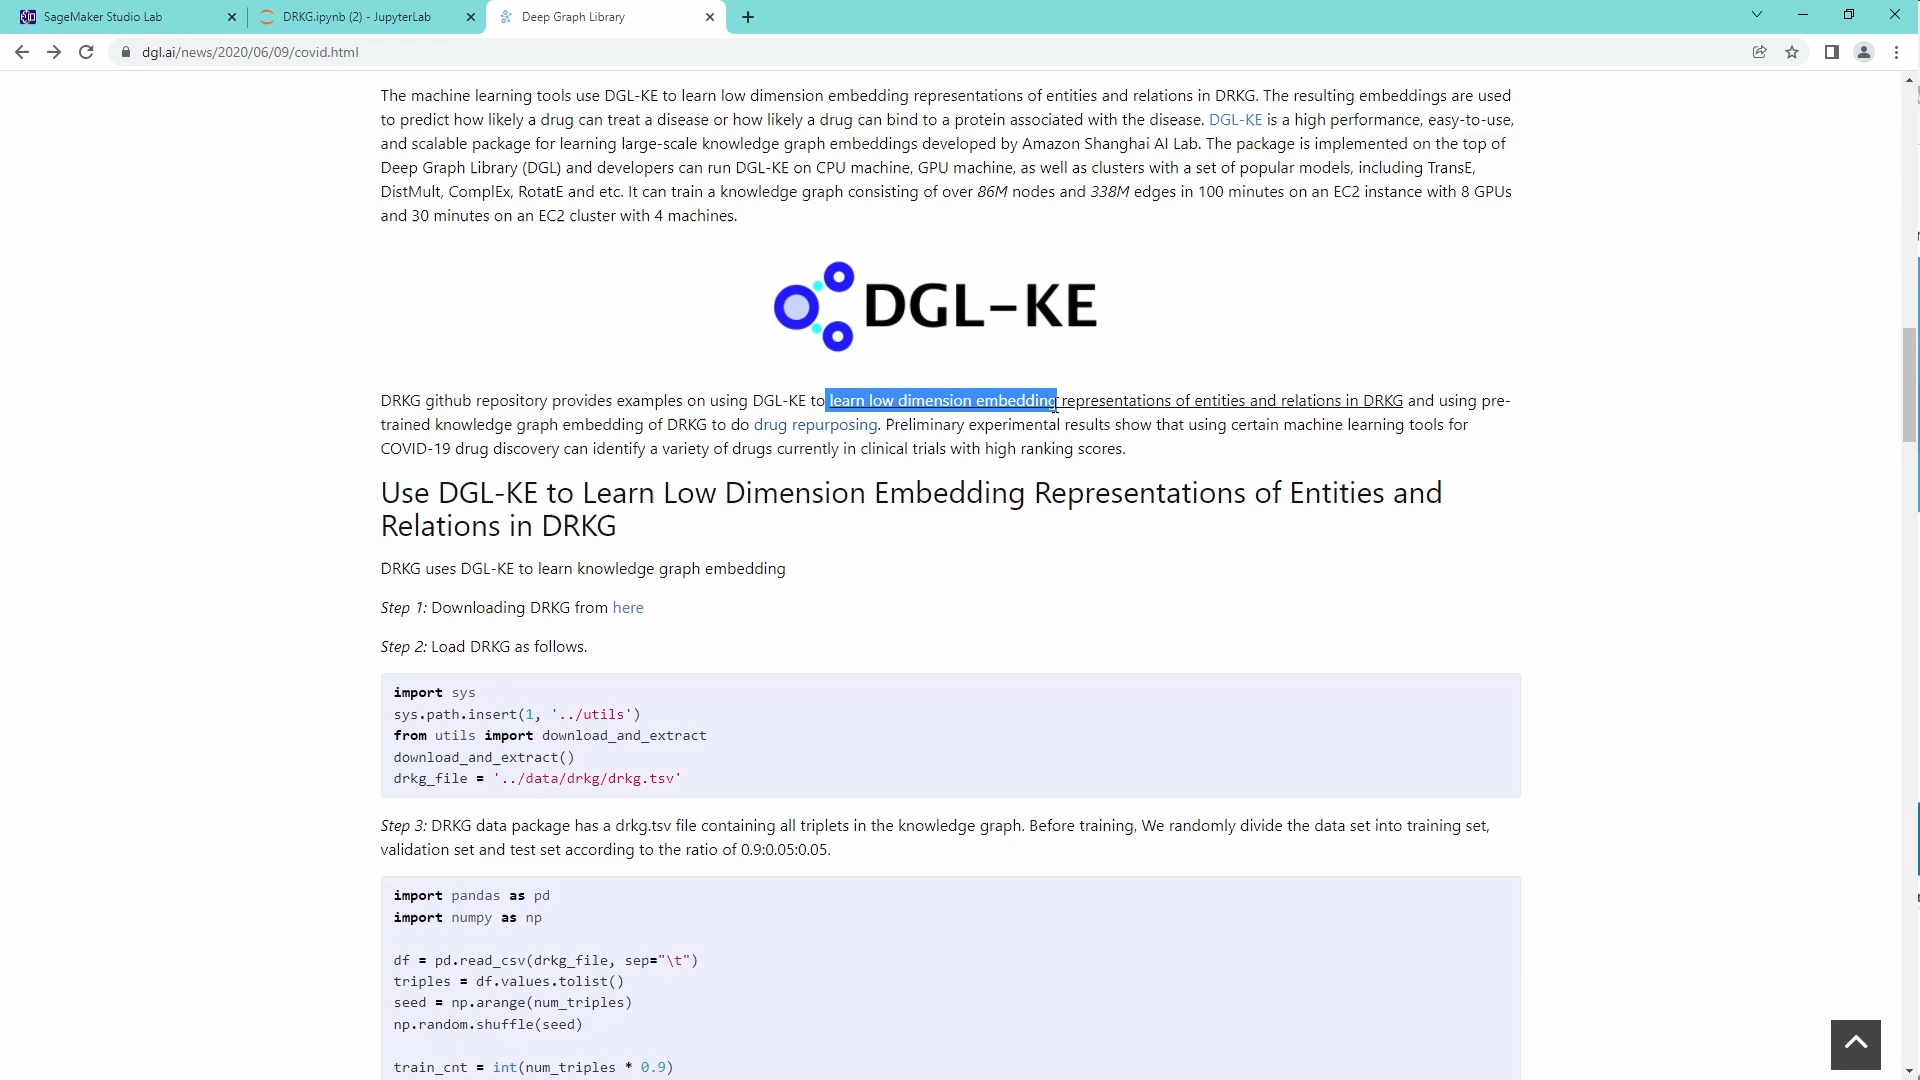 SageMaker Studio Lab
DRKG.ipynb (2) - JupyterLab
Deep Graph Library
dgl.ai/news/2020/06/09/covid.html
The machine learning tools use DGL-KE to learn low dimension embedding representations of entities and relations in DRKG. The resulting embeddings are used
to predict how likely a drug can treat a disease or how likely a drug can bind to a protein associated with the disease. DGL-KE is a high performance, easy-to-use,
and scalable package for learning large-scale knowledge graph embeddings developed by Amazon Shanghai AI Lab. The package is implemented on the top of
Deep Graph Library (DGL) and developers can run DGL-KE on CPU machine, GPU machine, as well as clusters with a set of popular models, including TransE,
DistMult, ComplEx, RotatE and etc. It can train a knowledge graph consisting of over 86M nodes and 338M edges in 100 minutes on an EC2 instance with 8 GPUs
and 30 minutes on an EC2 cluster with 4 machines.
DGL-KE
DRKG github repository provides examples on using DGL-KE to learn low dimension embedding representations of entities and relations in DRKG and using pre-
trained knowledge graph embedding of DRKG to do drug repurposing. Preliminary experimental results show that using certain machine learning tools for
COVID-19 drug discovery can identify a variety of drugs currently in clinical trials with high ranking scores.
Use DGL-KE to Learn Low Dimension Embedding Representations of Entities and
Relations in DRKG
DRKG uses DGL-KE to learn knowledge graph embedding
Step 1: Downloading DRKG from here
Step 2: Load DRKG as follows.
import sys
sys.path.insert(1, '../utils')
from utils import download_and_extract
download_and_extract()
drkg_file = '../data/drkg/drkg.tsv'
Step 3: DRKG data package has a drkg.tsv file containing all triplets in the knowledge graph. Before training, We randomly divide the data set into training set,
validation set and test set according to the ratio of 0.9:0.05:0.05.
import pandas as pd
import numpy as np
df = pd.read_csv(drkg_file, sep="\t")
triples = df.values.tolist()
seed = np.arange(num_triples)
np.random.shuffle(seed)
train_cnt = int(num_triples * 0.9)